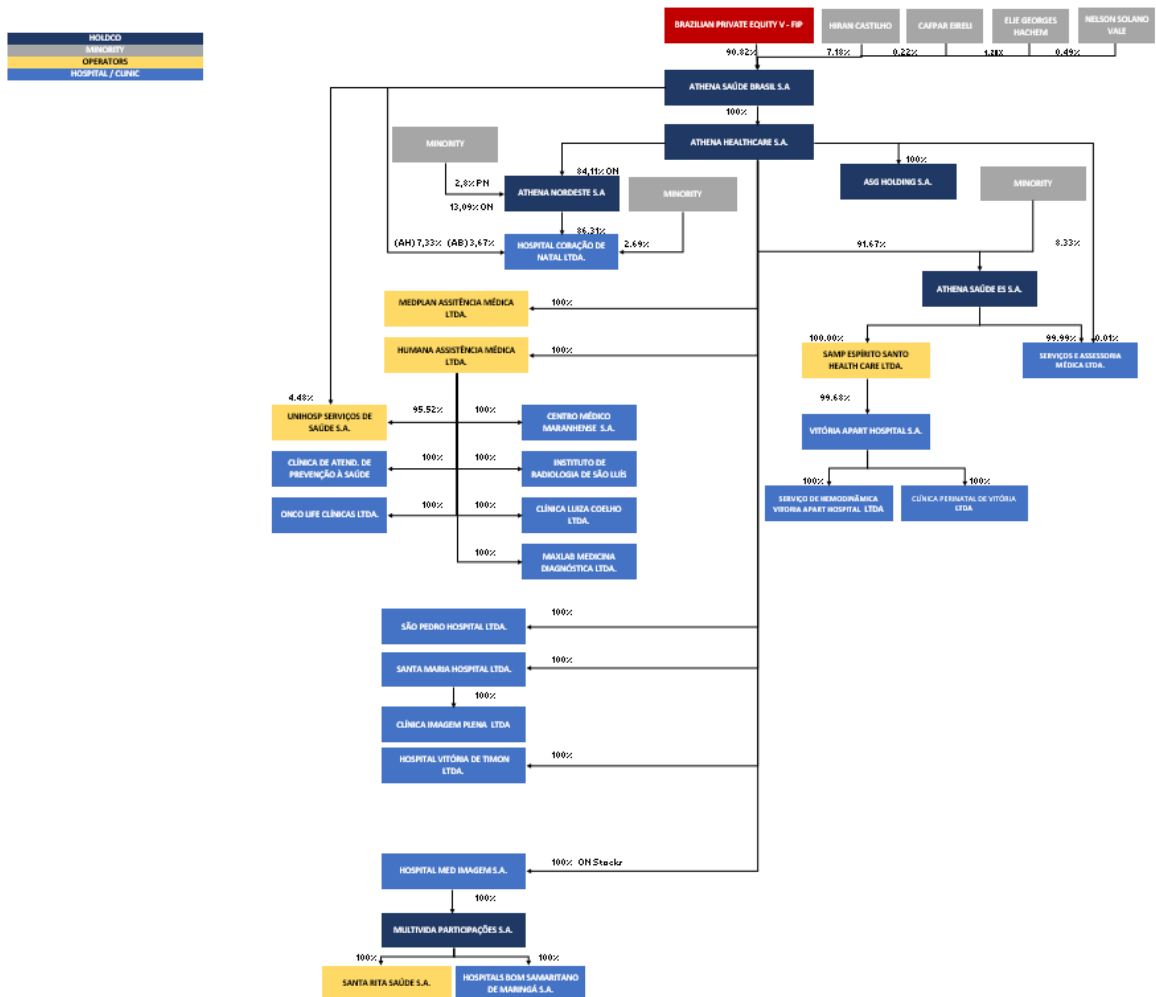 HOLDCO
MINORITY
OPERATORS
HOSPITAL / CLINIC
BRAZILIAN PRIVATE EQUITY V - FIP
HIRAN CASTILHO
CAFPAR EIRELI
ELIE GEORGES
HACHEM
NELSON SOLANO
VALE
90.82%
7.18%
0.22%
1.28%
0.49%
ATHENA SAÚDE BRASIL S.A
100%
ATHENA HEALTHCARE S.A.
MINORITY
84,11% ON
2,8% PN
13,09% ON
ATHENA NORDESTE S.A
MINORITY
100%
ASG HOLDING S.A.
MINORITY
86.31%
(AH) 7,33%
(AB) 3,67%
HOSPITAL CORAÇÃO DE
NATAL LTDA.
2.69%
91.67%
8.33%
ATHENA SAÚDE ES S.A.
MEDPLAN ASSITÊNCIA MÉDICA
LTDA.
100%
HUMANA ASSISTÊNCIA MÉDICA
LTDA.
100%
100.00%
SAMP ESPÍRITO SANTO
HEALTH CARE LTDA.
99.99%
0.01%
SERVIÇOS E ASSESSORIA
MÉDICA LTDA.
99.68%
VITÓRIA APART HOSPITAL S.A.
100%
100%
SERVIÇO DE HEMODINÂMICA
VITORIA APART HOSPITAL LTDA
CLÍNICA PERINATAL DE VITÓRIA
LTDA
4.48%
UNIHOSP SERVIÇOS DE
SAÚDE S.A.
95.52%
100%
CENTRO MÉDICO
MARANHENSE S.A.
CLÍNICA DE ATEND. DE
PREVENÇÃO À SAÚDE
100%
100%
INSTITUTO DE
RADIOLOGIA DE SÃO LUÍS
ONCO LIFE CLÍNICAS LTDA.
100%
100%
CLÍNICA LUIZA COELHO
LTDA.
100%
MAXLAB MEDICINA
DIAGNÓSTICA LTDA.
SÃO PEDRO HOSPITAL LTDA.
100%
SANTA MARIA HOSPITAL LTDA.
100%
100%
CLÍNICA IMAGEM PLENA LTDA
HOSPITAL VITÓRIA DE TIMON
LTDA.
100%
HOSPITAL MED IMAGEM S.A.
100% ON Stocks
100%
MULTIVIDA PARTICIPAÇÕES S.A.
100%
100%
SANTA RITA SAÚDE S.A.
HOSPITALS BOM SAMARITANO
DE MARINGÁ S.A.